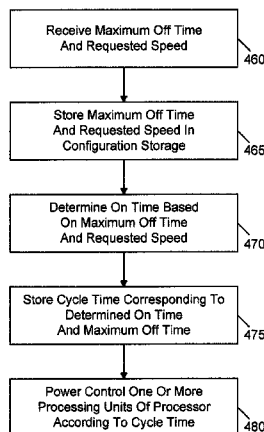 Receive Maximum Off Time
And Requested Speed
460
Store Maximum Off Time
And Requested Speed In
Configuration Storage
465
Determine On Time Based
On Maximum Off Time
And Requested Speed
470
Store Cycle Time Corresponding To
Determined On Time
And Maximum Off Time
475
Power Control One Or More
Processing Units Of Processor
According To Cycle Time
480